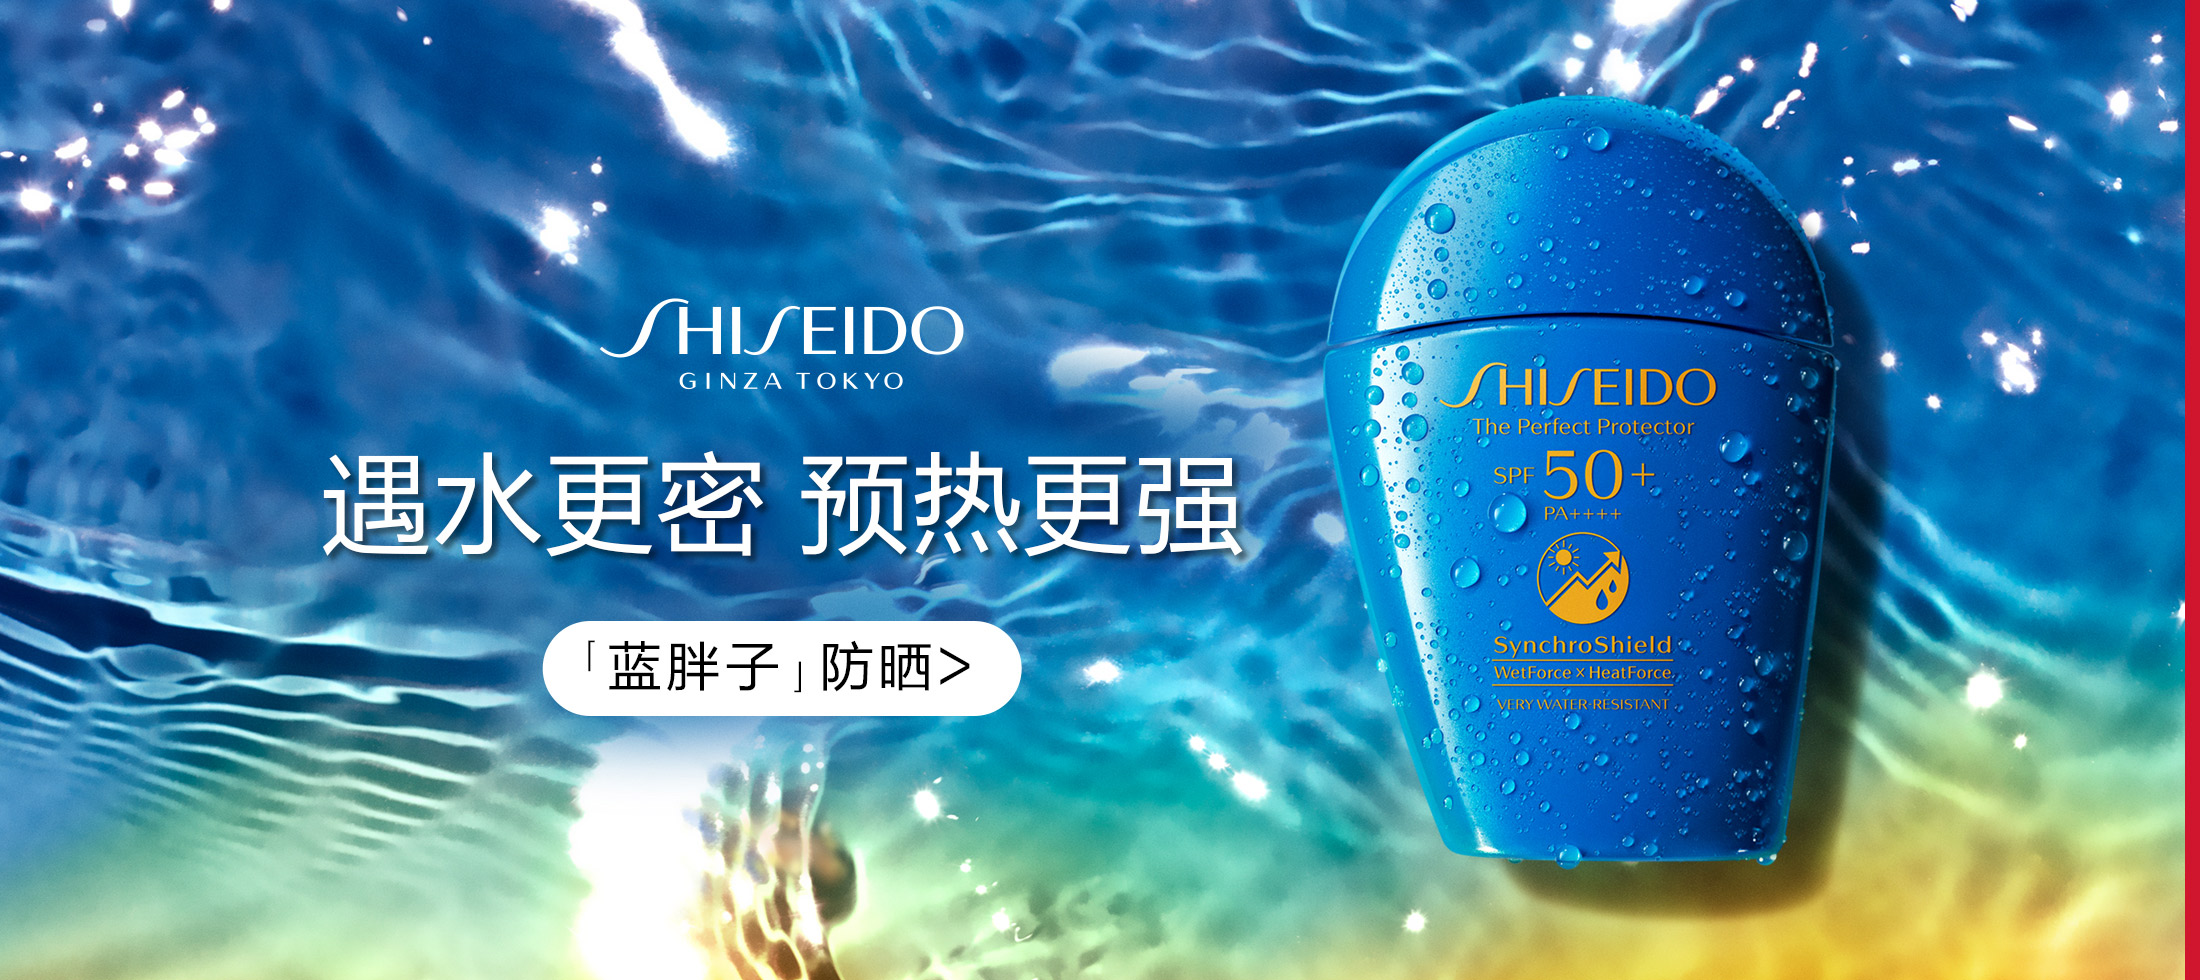 SHISEIDO
GINZA TOKYO
遇水更密 预热更强
「蓝胖子」防晒>
SHISEIDO
The Perfect Protector
SPF 50+
PA++++
SynchroShield
WetForce × HeatForce
VERY WATER-RESISTANT